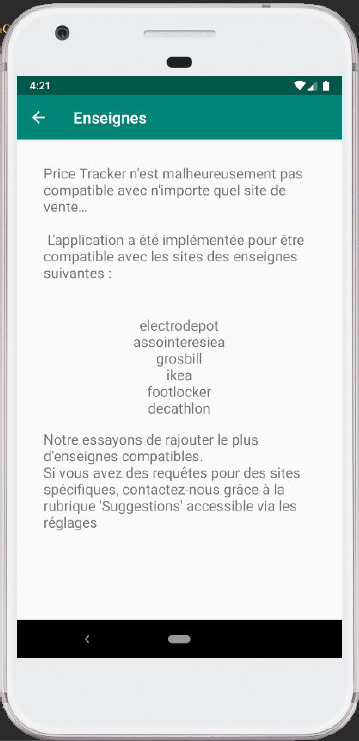 4:21
Enseignes
Price Tracker n'est malheureusement pas
compatible avec n'importe quel site de
vente...
L'application a été implémentée pour être
compatible avec les sites des enseignes
suivantes :
electrodepot
assointeresiea
grosbill
ikea
footlocker
decathlon
Notre essayons de rajouter le plus
d'enseignes compatibles.
Si vous avez des requêtes pour des sites
spécifiques, contactez-nous grâce à la
rubrique 'Suggestions' accessible via les
réglages